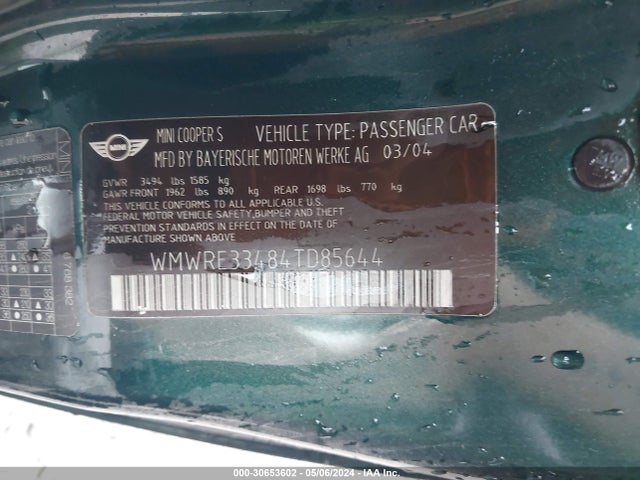 MINI
MINI COOPER S VEHICLE TYPE: PASSENGER CAR
MFD BY BAYERISCHE MOTOREN WERKE AG 03/04
GVWR 3494 lbs 1585 kg
GAWR FRONT 1962 lbs 890 kg REAR 1698 lbs 770 kg
THIS VEHICLE CONFORMS TO ALL APPLICABLE U.S.
FEDERAL MOTOR VEHICLE SAFETY, BUMPER AND THEFT
PREVENTION STANDARDS IN EFFECT ON THE DATE OF
MANUFACTURE SHOWN ABOVE.
WMWRE33484TD85644
MINI
000-30653602 - 05/06/2024 - IAA Inc.